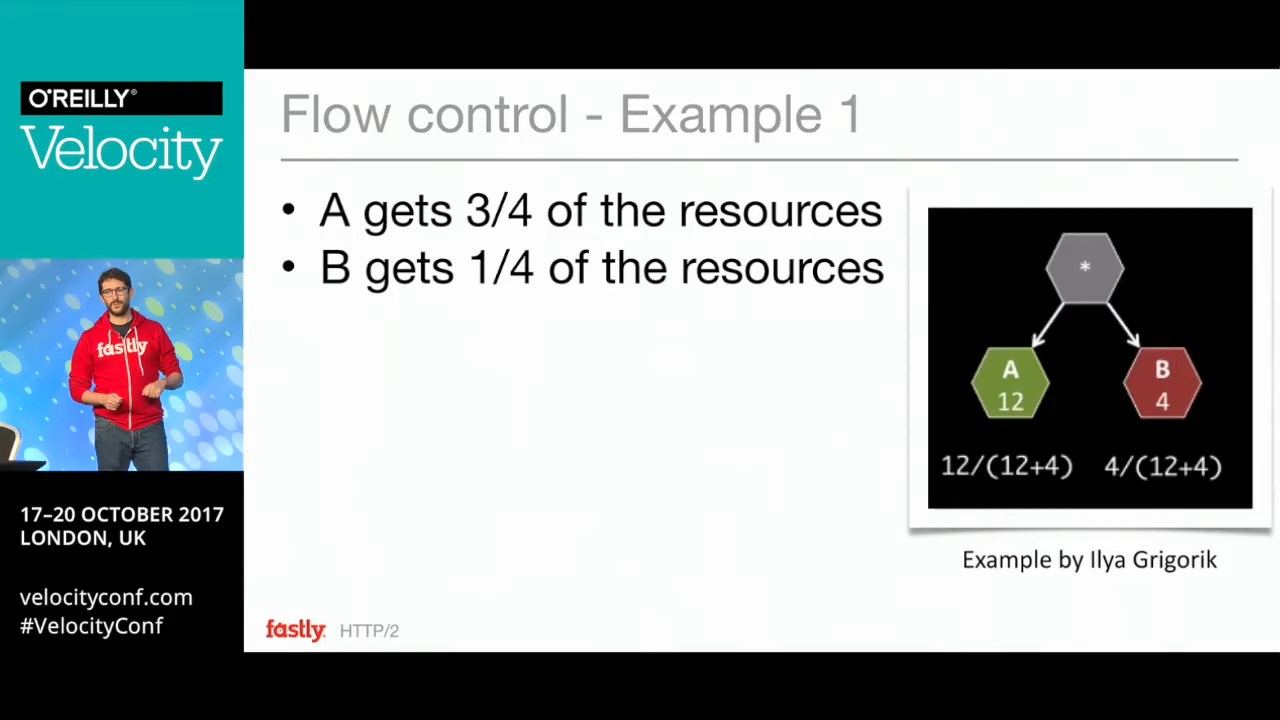 O'REILLY®
Velocity
fastly
17–20 OCTOBER 2017
LONDON, UK
velocityconf.com
#VelocityConf
Flow control - Example 1
• A gets 3/4 of the resources
• B gets 1/4 of the resources
*
A
12
B
4
12/(12+4)
4/(12+4)
Example by Ilya Grigorik
fastly. HTTP/2